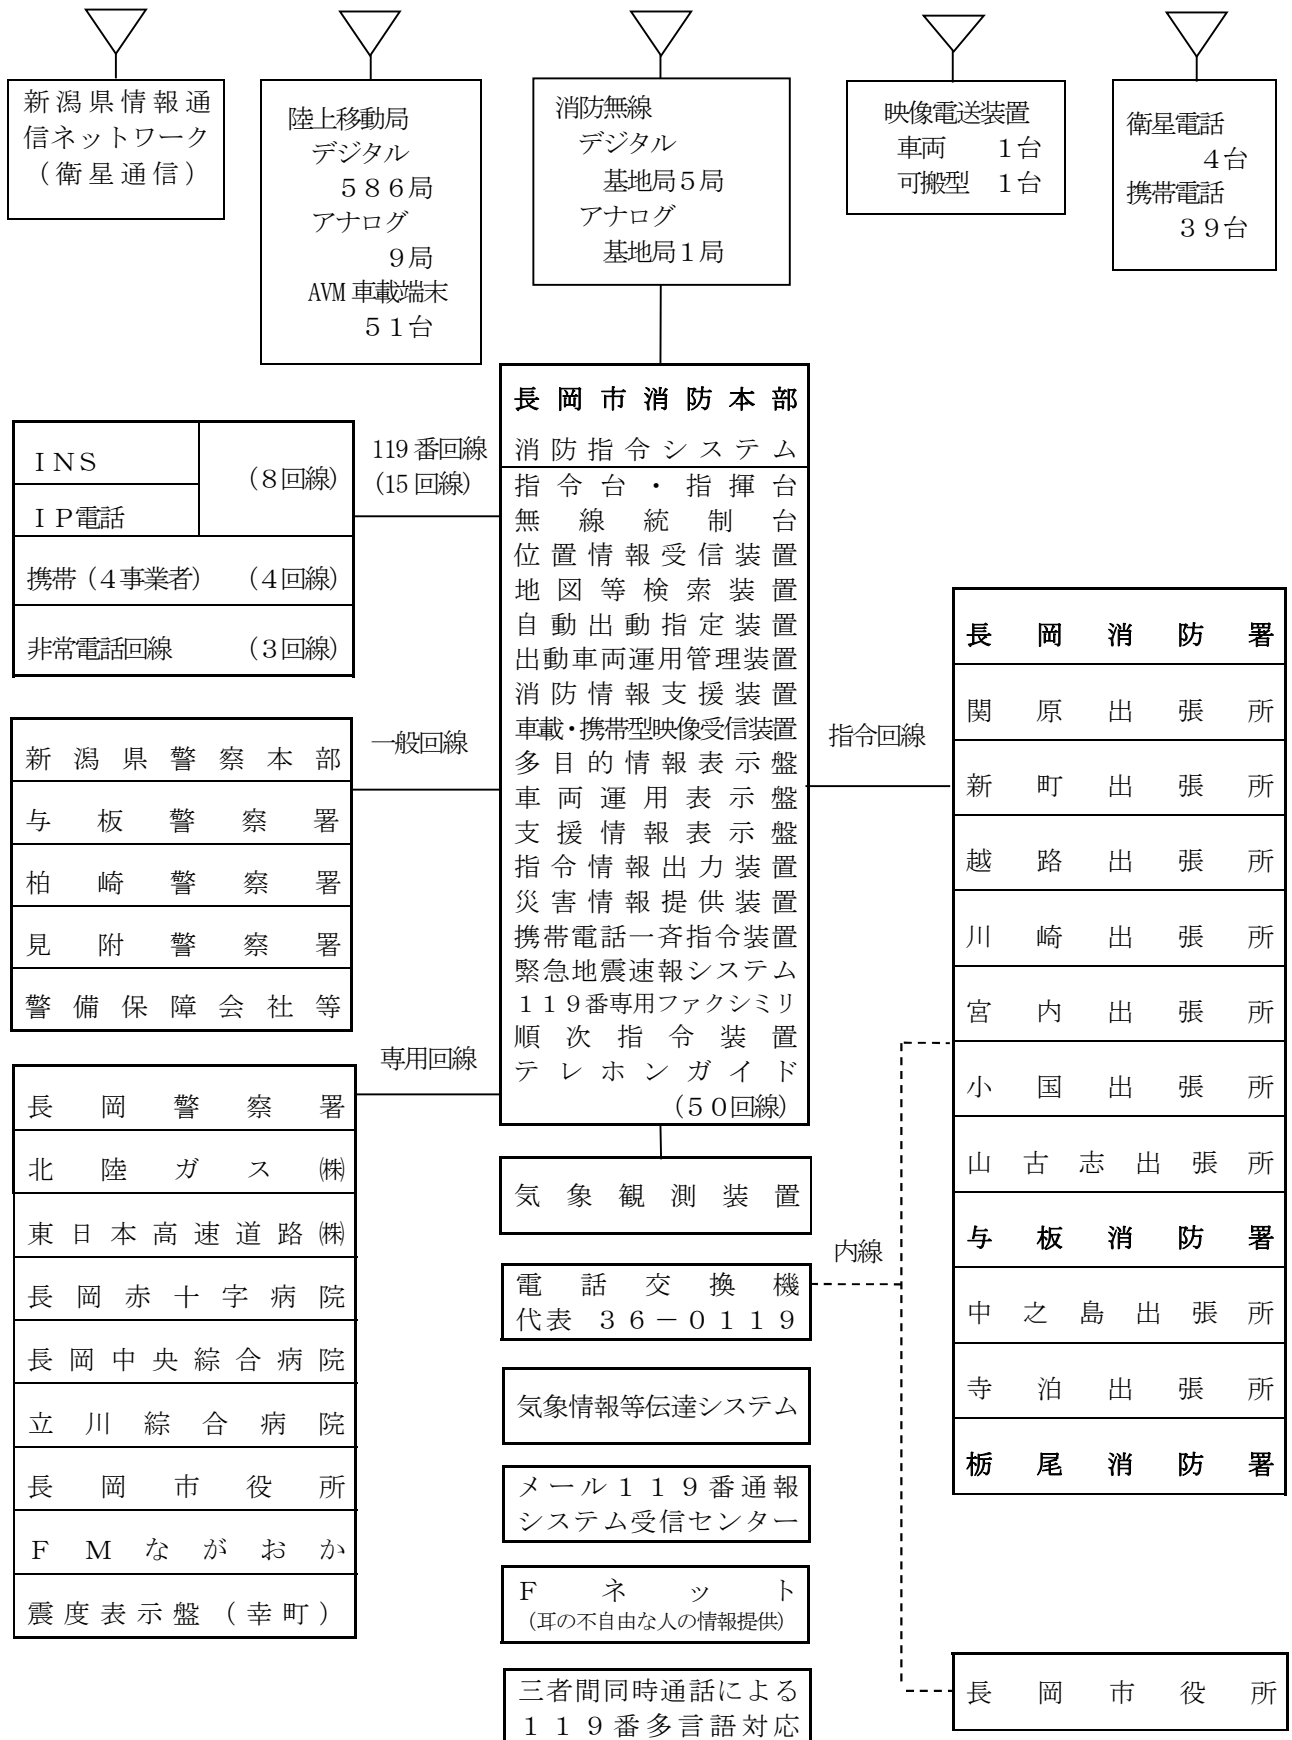 新潟県情報通
信ネットワーク
（衛星通信）
陸上移動局
デジタル
５８６局
アナログ
９局
AVM 車載端末
５１台
消防無線
デジタル
基地局５局
アナログ
基地局１局
映像電送装置
車両　１台
可搬型　１台
衛星電話
４台
携帯電話
３９台
ＩＮＳ
ＩＰ電話
（８回線）
携帯（４事業者）　（４回線）
非常電話回線　（３回線）
119 番回線
（15 回線）
新潟県警察本部
与板警察署
柏崎警察署
見附警察署
警備保障会社等
一般回線
長岡警察署
北陸ガス㈱
東日本高速道路㈱
長岡赤十字病院
長岡中央綜合病院
立川綜合病院
長岡市役所
ＦＭながおか
震度表示盤（幸町）
専用回線
長岡市消防本部
消防指令システム
指令台・指揮台
無線統制台
位置情報受信装置
地図等検索装置
自動出動指定装置
出動車両運用管理装置
消防情報支援装置
車載・携帯型映像受信装置
多目的情報表示盤
車両運用表示盤
支援情報表示盤
指令情報出力装置
災害情報提供装置
携帯電話一斉指令装置
緊急地震速報システム
１１９番専用ファクシミリ
順次指令装置
テレホンガイド
（５０回線）
気象観測装置
電話交換機
代表　３６－０１１９
気象情報等伝達システム
メール１１９番通報
システム受信センター
Ｆネット
（耳の不自由な人の情報提供）
三者間同時通話による
１１９番多言語対応
指令回線
内線
長岡消防署
関原出張所
新町出張所
越路出張所
川崎出張所
宮内出張所
小国出張所
山古志出張所
与板消防署
中之島出張所
寺泊出張所
栃尾消防署
長岡市役所